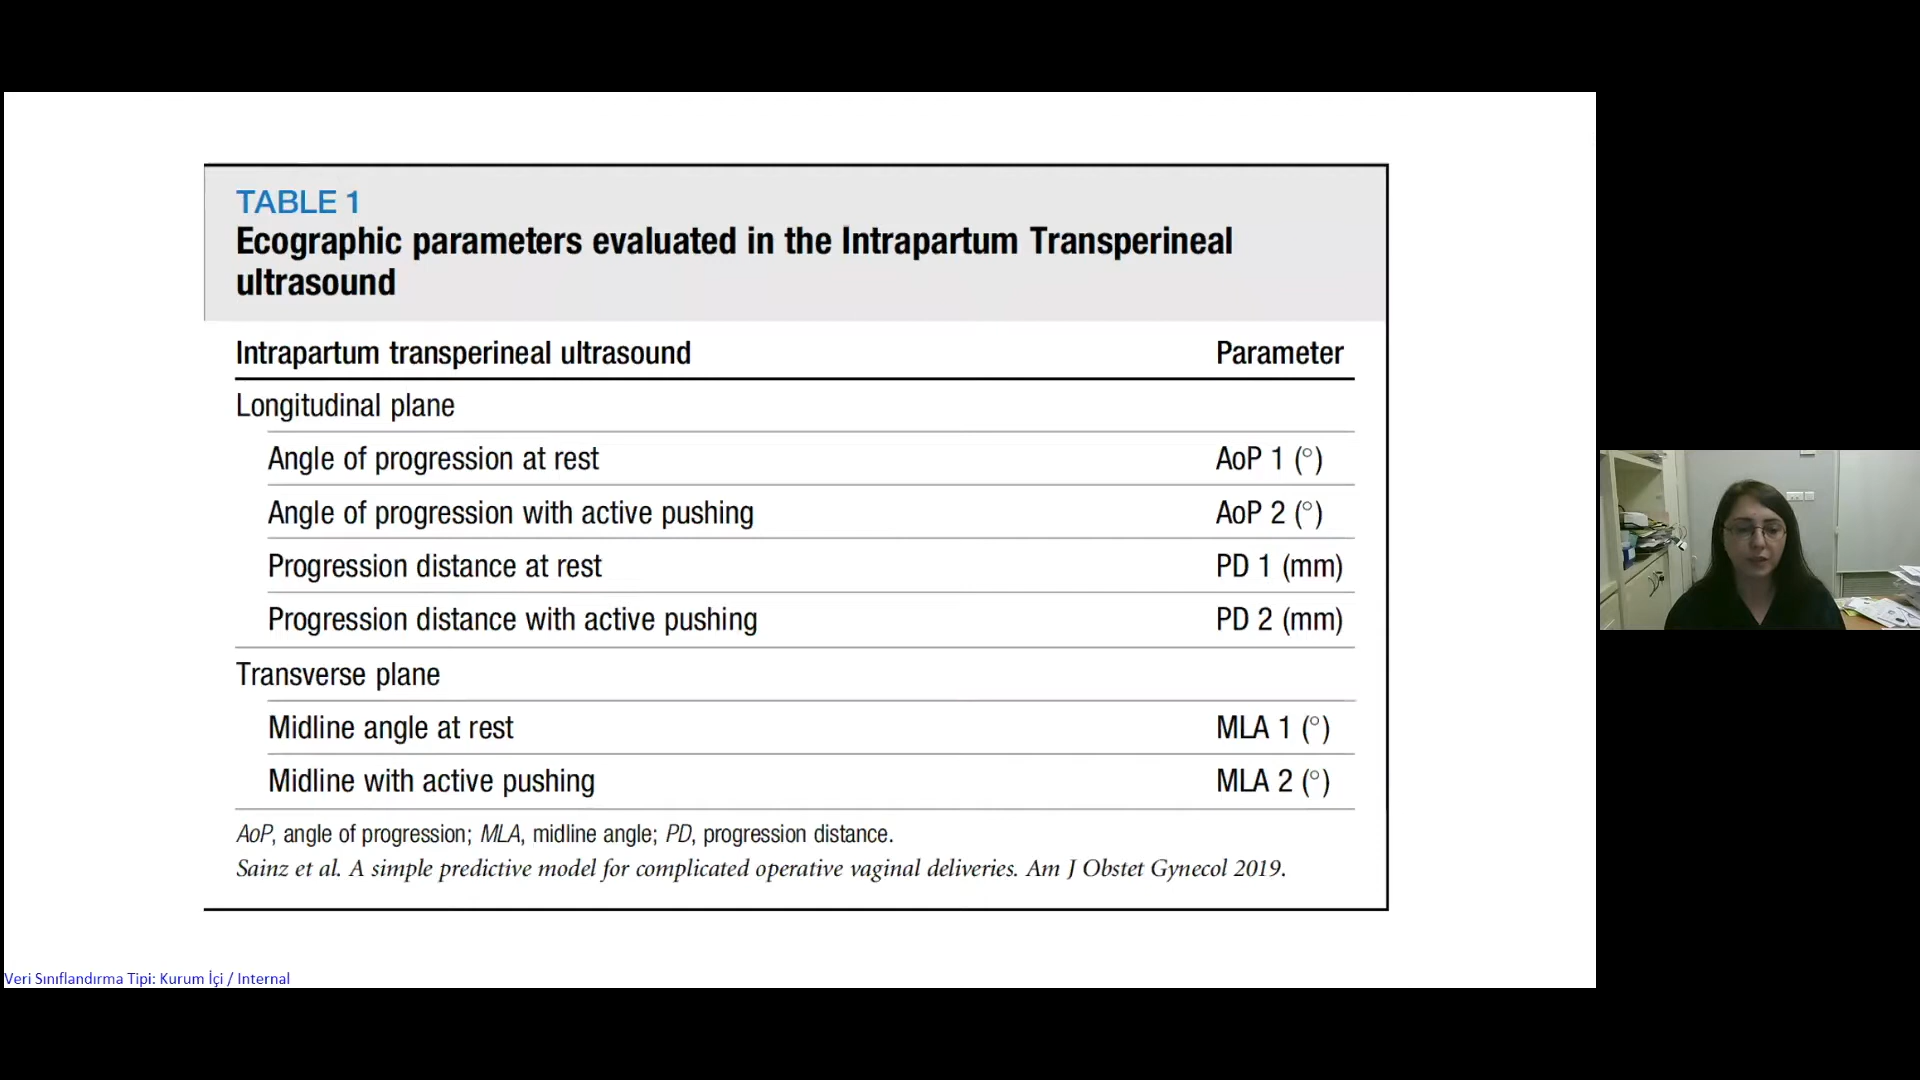 TABLE 1
Ecographic parameters evaluated in the Intrapartum Transperineal
ultrasound
Intrapartum transperineal ultrasound Parameter
Longitudinal plane
Angle of progression at rest AoP 1 (°)
Angle of progression with active pushing AoP 2 (°)
Progression distance at rest PD 1 (mm)
Progression distance with active pushing PD 2 (mm)
Transverse plane
Midline angle at rest MLA 1 (°)
Midline with active pushing MLA 2 (°)
AoP, angle of progression; MLA, midline angle; PD, progression distance.
Sainz et al. A simple predictive model for complicated operative vaginal deliveries. Am J Obstet Gynecol 2019.
Veri Sınıflandırma Tipi: Kurum İçi / Internal